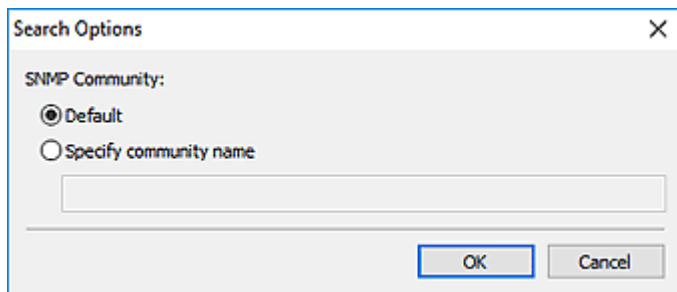 Search Options
SNMP Community:
Default
Specify community name
OK Cancel